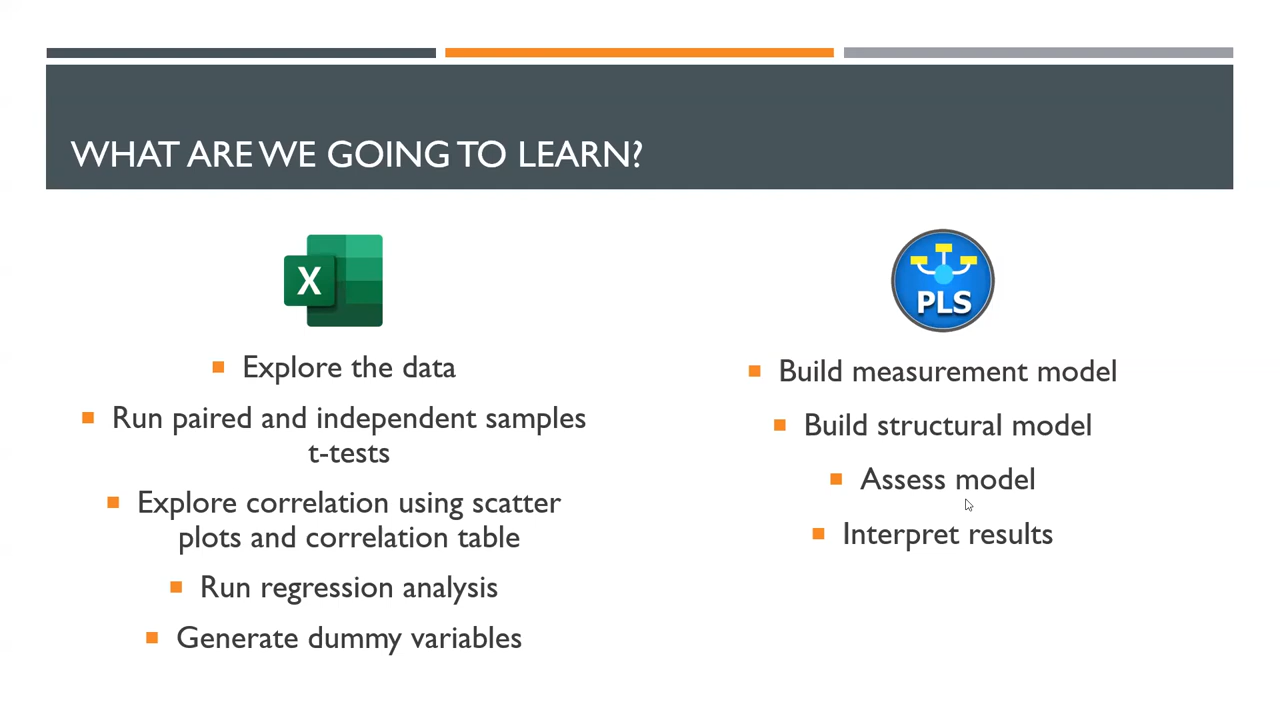 WHAT ARE WE GOING TO LEARN?
X
Explore the data
Run paired and independent samples
t-tests
Explore correlation using scatter
plots and correlation table
Run regression analysis
Generate dummy variables
PLS
Build measurement model
Build structural model
Assess model
Interpret results